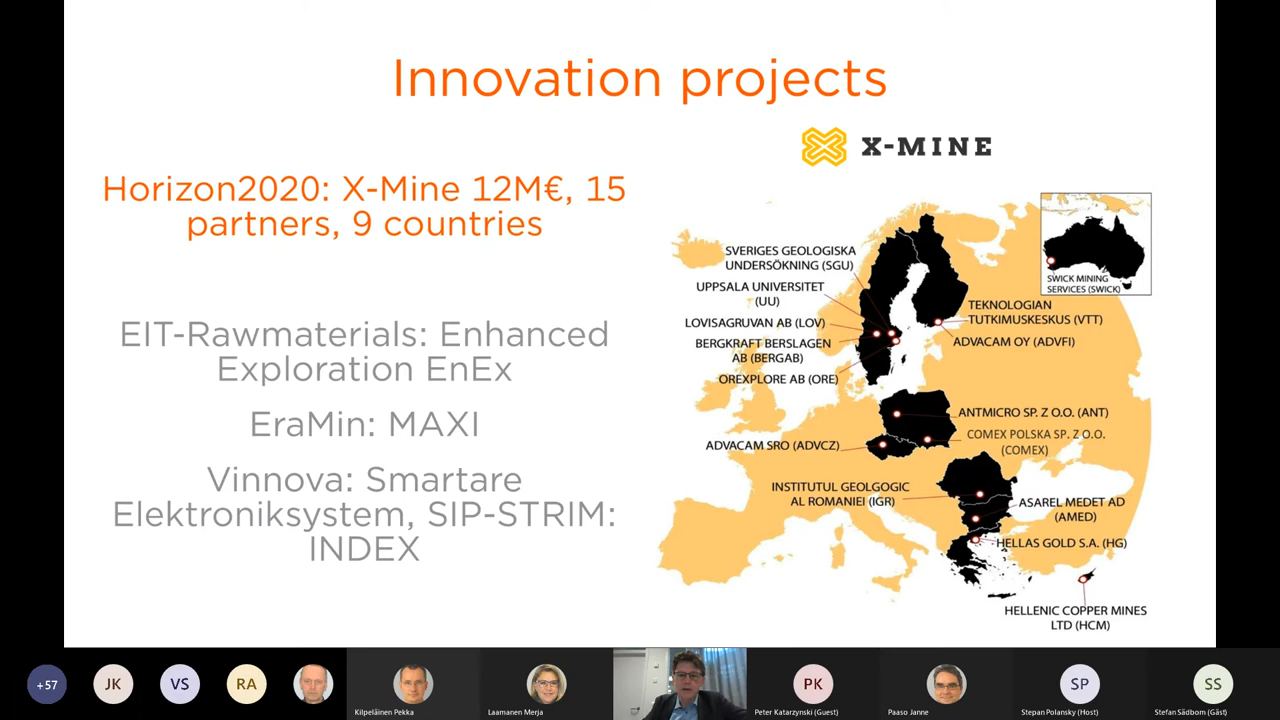 Innovation projects
X-MINE
Horizon2020: X-Mine 12M€, 15
partners, 9 countries
EIT-Rawmaterials: Enhanced
Exploration EnEx
EraMin: MAXI
Vinnova: Smartare
Elektroniksystem, SIP-STRIM:
INDEX
SVERIGES GEOLOGISKA
UNDERSÖKNING (SGU)
UPPSALA UNIVERSITET
(UU)
LOVISAGRUVAN AB (LOV)
BERGKRAFT BERSLAGEN
AB (BERGAB)
OREXPLORE AB (ORE)
SWICK MINING
SERVICES (SWICK)
TEKNOLOGIAN
TUTKIMUSKESKUS (VTT)
ADVACAM OY (ADVFI)
ANTMICRO SP. Z O.O. (ANT)
COMEX POLSKA SP. Z O.O.
(COMEX)
ADVACAM SRO (ADVCZ)
INSTITUTUL GEOLGOGIC
AL ROMANIEI (IGR)
ASAREL MEDET AD
(AMED)
HELLAS GOLD S.A. (HG)
HELLENIC COPPER MINES
LTD (HCM)
+57
JK
VS
RA
Kilpeläinen Pekka
Laamanen Merja
PK
Peter Katarzynski (Guest)
Paaso Janne
SP
Stepan Polansky (Host)
SS
Stefan Sädbom (Gäst)